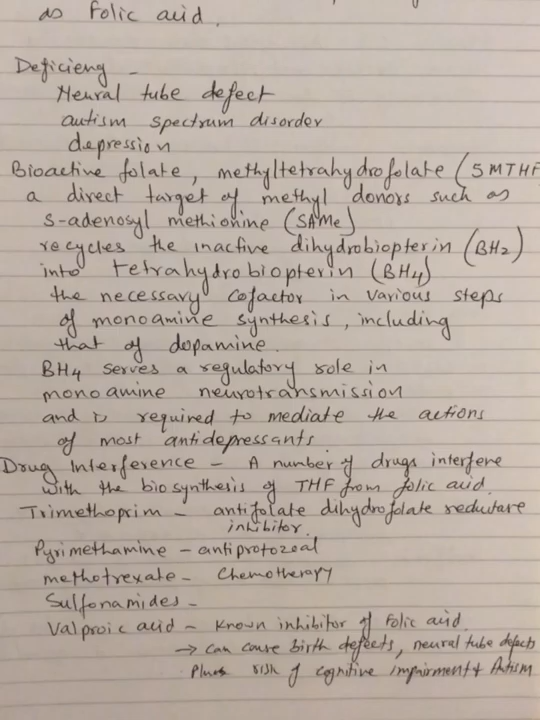 as Folic acid.
Deficieny -
Neural tube defect
autism spectrum disorder
depression
Bioactive folate, methyltetrahydrofolate (5MTHF
a direct target of methyl donors such as
S-adenosyl methionine (SAMe)
recycles the inactive dihydrobiopterin (BH2)
into tetrahydrobiopterin (BH4)
the necessary cofactor in various steps
of monoamine synthesis, including
that of dopamine.
BH4 serves a regulatory role in
monoamine neurotransmission
and is required to mediate the actions
of most antidepressants.
Drug Interference - A number of drugs interfene
with the biosynthesis of THF from folic acid.
Trimethoprim - antifolate dihydrofolate reductare
inhibitor.
Pyrimethamine - antiprotozoal
methotrexate - Chemotherapy
Sulfonamides -
Valproic acid - Known inhibitor of Folic acid.
→ can cause birth defects, neural tube defects
Plus risk of cognitive impairment & Autism